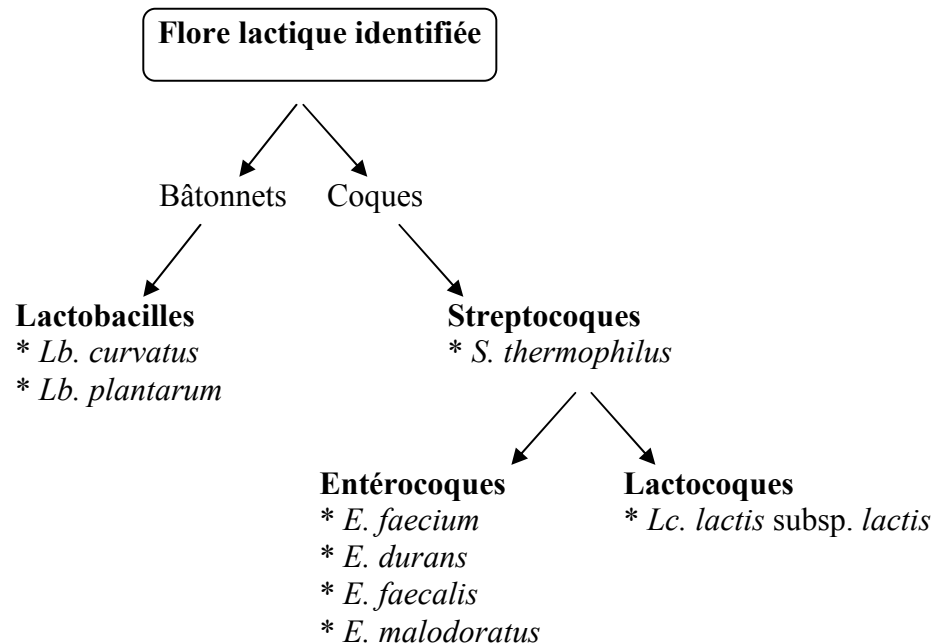 Flore lactique identifiée
Bâtonnets Coques
Lactobacilles
* Lb. curvatus
* Lb. plantarum
Streptocoques
* S. thermophilus
Entérocoques
* E. faecium
* E. durans
* E. faecalis
* E. malodoratus
Lactocoques
* Lc. lactis subsp. lactis